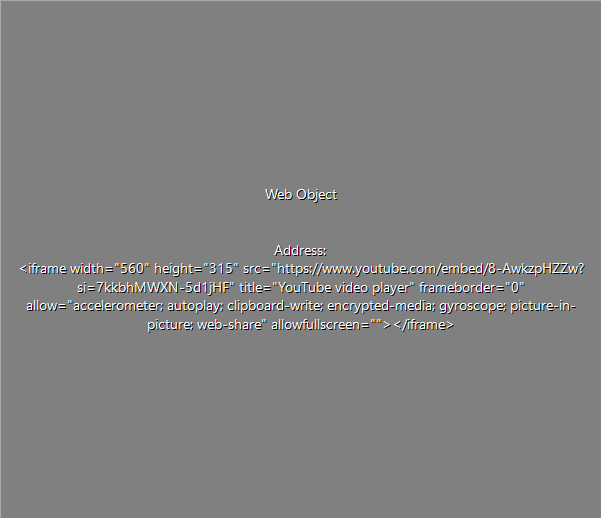 Web Object
Address:
<iframe width="560" height="315" src="https://www.youtube.com/embed/8-AwkzpHZZw?
si=7kkbhMWXN-5d1jHF" title="YouTube video player" frameborder="0"
allow="accelerometer; autoplay; clipboard-write; encrypted-media; gyroscope; picture-in-
picture; web-share" allowfullscreen=""></iframe>